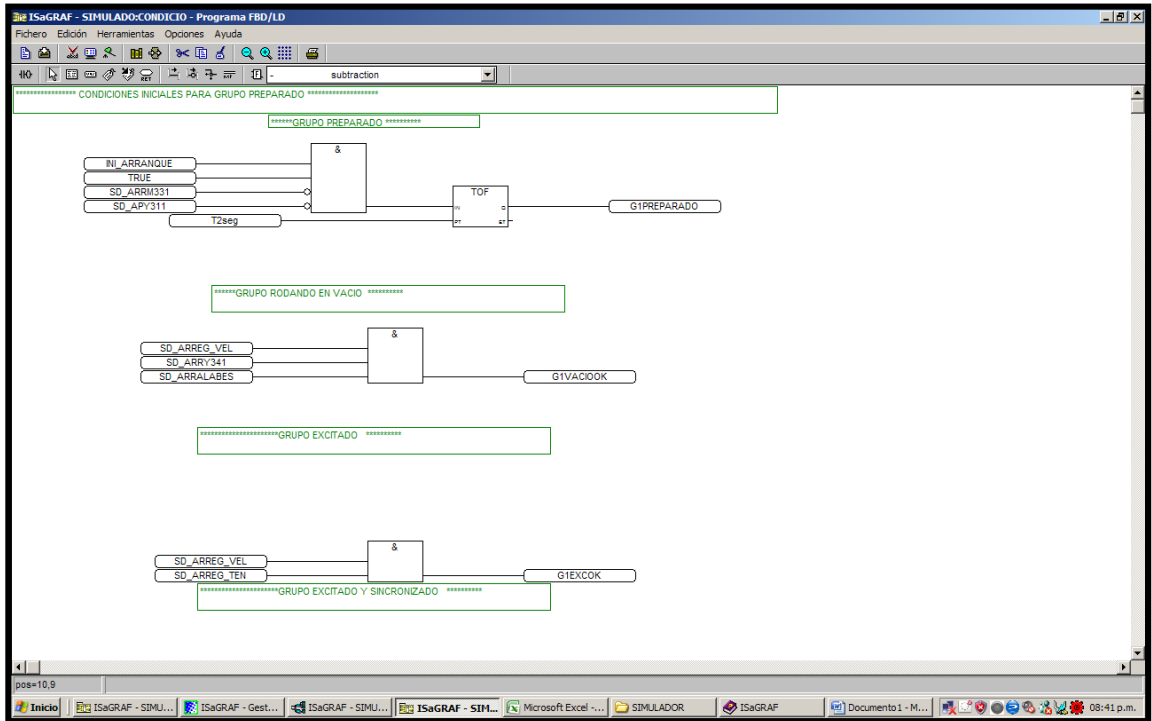 ISaGRAF - SIMULADO:CONDICIO - Programa FBD/LD
Fichero Edición Herramientas Opciones Ayuda
- subtraction
***************** CONDICIONES INICIALES PARA GRUPO PREPARADO ********************
******GRUPO PREPARADO **********
&
INI_ARRANQUE
TRUE
SD_ARRM331
SD_APY311
T2seg
TOF
IN Q
PT ET
G1PREPARADO
******GRUPO RODANDO EN VACIO **********
&
SD_ARREG_VEL
SD_ARRY341
SD_ARRALABES
G1VACIOOK
**********************GRUPO EXCITADO **********
&
SD_ARREG_VEL
SD_ARREG_TEN
G1EXCOK
**********************GRUPO EXCITADO Y SINCRONIZADO **********
pos=10,9
Inicio ISaGRAF - SIMU... ISaGRAF - Gest... ISaGRAF - SIMU... ISaGRAF - SIM... Microsoft Excel -... SIMULADOR ISaGRAF Documento1 - M... 08:41 p.m.